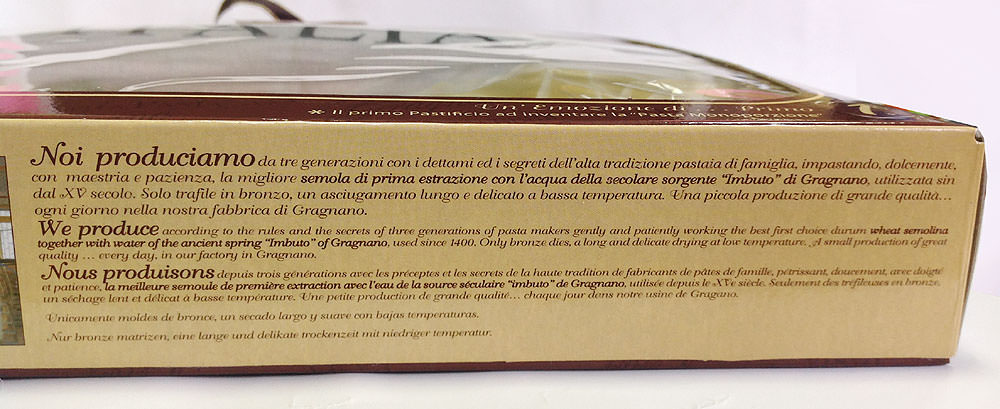 ITALIA
Un' Emozione di
* Il primo Pastificio ad inventare la "Pasta Monoporzione"
Noi produciamo da tre generazioni con i dettami ed i segreti dell'alta tradizione pastaia di famiglia, impastando, dolcemente,
con maestria e pazienza, la migliore semola di prima estrazione con l'acqua della secolare sorgente "Imbuto" di Gragnano, utilizzata sin
dal XV secolo. Solo trafile in bronzo, un asciugamento lungo e delicato a bassa temperatura. Una piccola produzione di grande qualità...
ogni giorno nella nostra fabbrica di Gragnano.
We produce according to the rules and the secrets of three generations of pasta makers gently and patiently working the best first choice durum wheat semolina
together with water of the ancient spring "Imbuto" of Gragnano, used since 1400. Only bronze dies, a long and delicate drying at low temperature. A small production of great
quality ... every day, in our factory in Gragnano.
Nous produisons depuis trois générations avec les préceptes et les secrets de la haute tradition de fabricants de pâtes de famille, pétrissant, doucement, avec doigté
et patience, la meilleure semoule de première extraction avec l'eau de la source séculaire "imbuto" de Gragnano, utilisée depuis le XVe siècle. Seulement des tréfileuses en bronze,
un séchage lent et délicat à basse température. Une petite production de grande qualité... chaque jour dans notre usine de Gragano.
Unicamente moldes de bronce, un secado largo y suave con bajas temperaturas.
Nur bronze matrizen, eine lange und delikate trockenzeit mit niedriger temperatur.